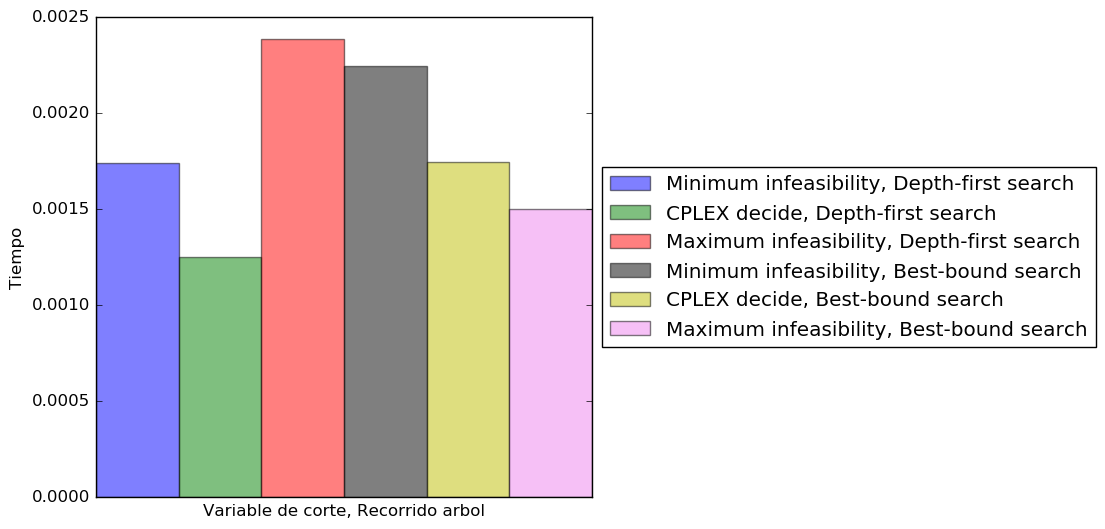 0.0025
0.0020
0.0015
0.0010
0.0005
0.0000
Tiempo
Variable de corte, Recorrido arbol
Minimum infeasibility, Depth-first search
CPLEX decide, Depth-first search
Maximum infeasibility, Depth-first search
Minimum infeasibility, Best-bound search
CPLEX decide, Best-bound search
Maximum infeasibility, Best-bound search